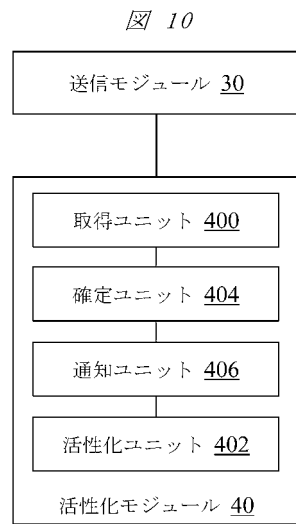 図 10
送信モジュール 30
取得ユニット 400
確定ユニット 404
通知ユニット 406
活性化ユニット 402
活性化モジュール 40